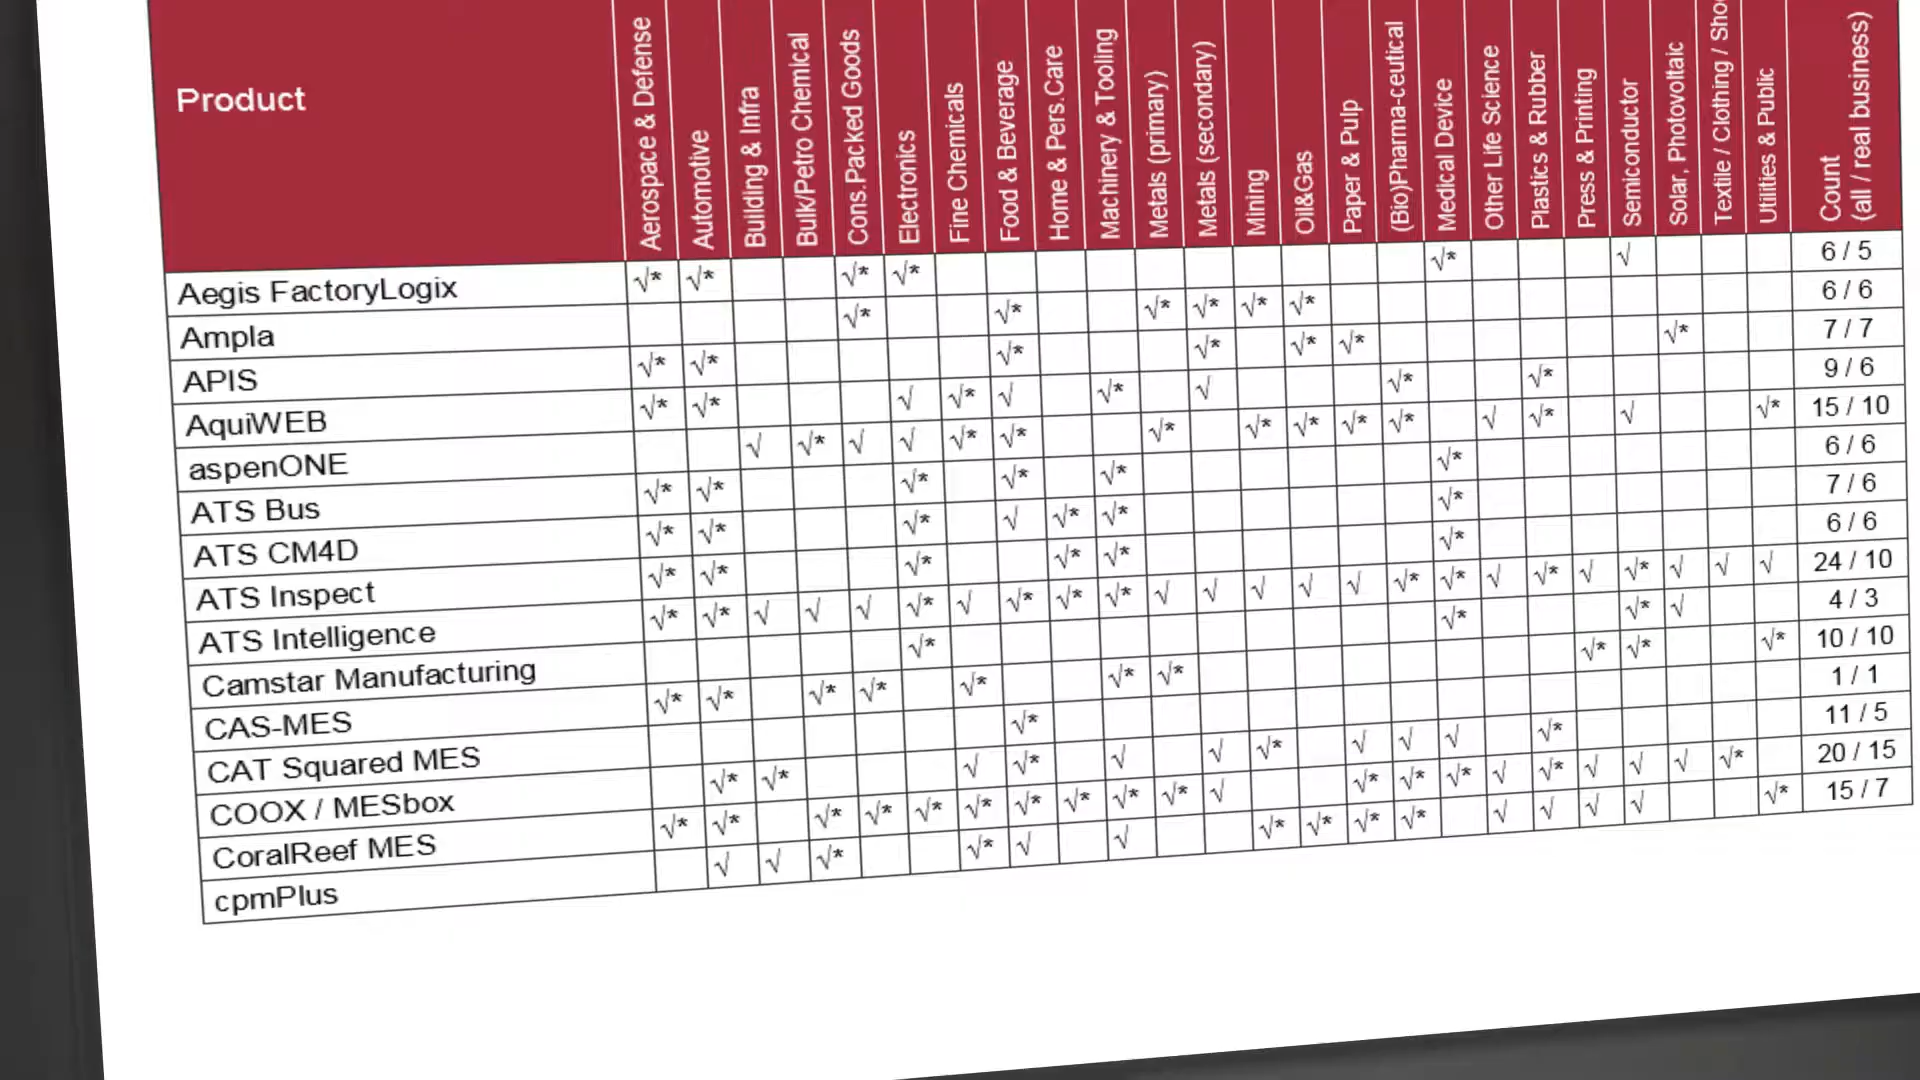 Product
Aerospace & Defense
Automotive
Building & Infra
Bulk/Petro Chemical
Cons.Packed Goods
Electronics
Fine Chemicals
Food & Beverage
Home & Pers.Care
Machinery & Tooling
Metals (primary)
Metals (secondary)
Mining
Oil&Gas
Paper & Pulp
(Bio)Pharma-ceutical
Medical Device
Other Life Science
Plastics & Rubber
Press & Printing
Semiconductor
Solar, Photovoltaic
Textile / Clothing /
Utilities & Public
Count
(all / real business)
Aegis FactoryLogix √* √* √* √* √* √ 6 / 5
Ampla √* √* √* √* √* √* 6 / 6
APIS √* √* √* √* √* √* √* 7 / 7
AquiWEB √* √* √ √* √ √* √ √* √* 9 / 6
aspenONE √ √* √ √ √* √* √* √* √* √* √* √ √* √ √* 15 / 10
ATS Bus √* √* √* √* √* √* 6 / 6
ATS CM4D √* √* √* √ √* √* √* 7 / 6
ATS Inspect √* √* √* √* √* √* 6 / 6
ATS Intelligence √* √* √ √ √ √* √ √* √* √* √ √ √ √ √ √* √* √ √* √ √* √ √ √ 24 / 10
Camstar Manufacturing √* √* √* √ 4 / 3
CAS-MES √* √* √* √* √* √* √* √* √* √* 10 / 10
CAT Squared MES √* 1 / 1
COOX / MESbox √* √* √ √* √ √ √* √ √ √ √* 11 / 5
CoralReef MES √* √* √* √* √* √* √* √* √* √* √ √* √* √* √ √* √ √ √ √* 20 / 15
cpmPlus √ √ √* √* √ √ √* √* √* √* √ √ √ √ √* 15 / 7